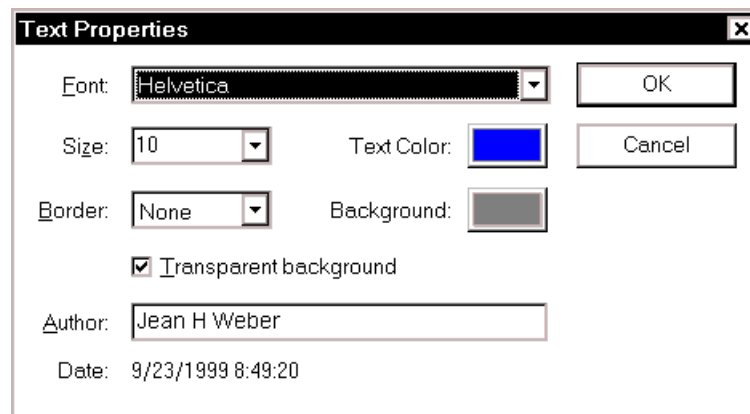 Text Properties
Font: Helvetica OK
Size: 10 Text Color: Cancel
Border: None Background:
Transparent background
Author: Jean H Weber
Date: 9/23/1999 8:49:20